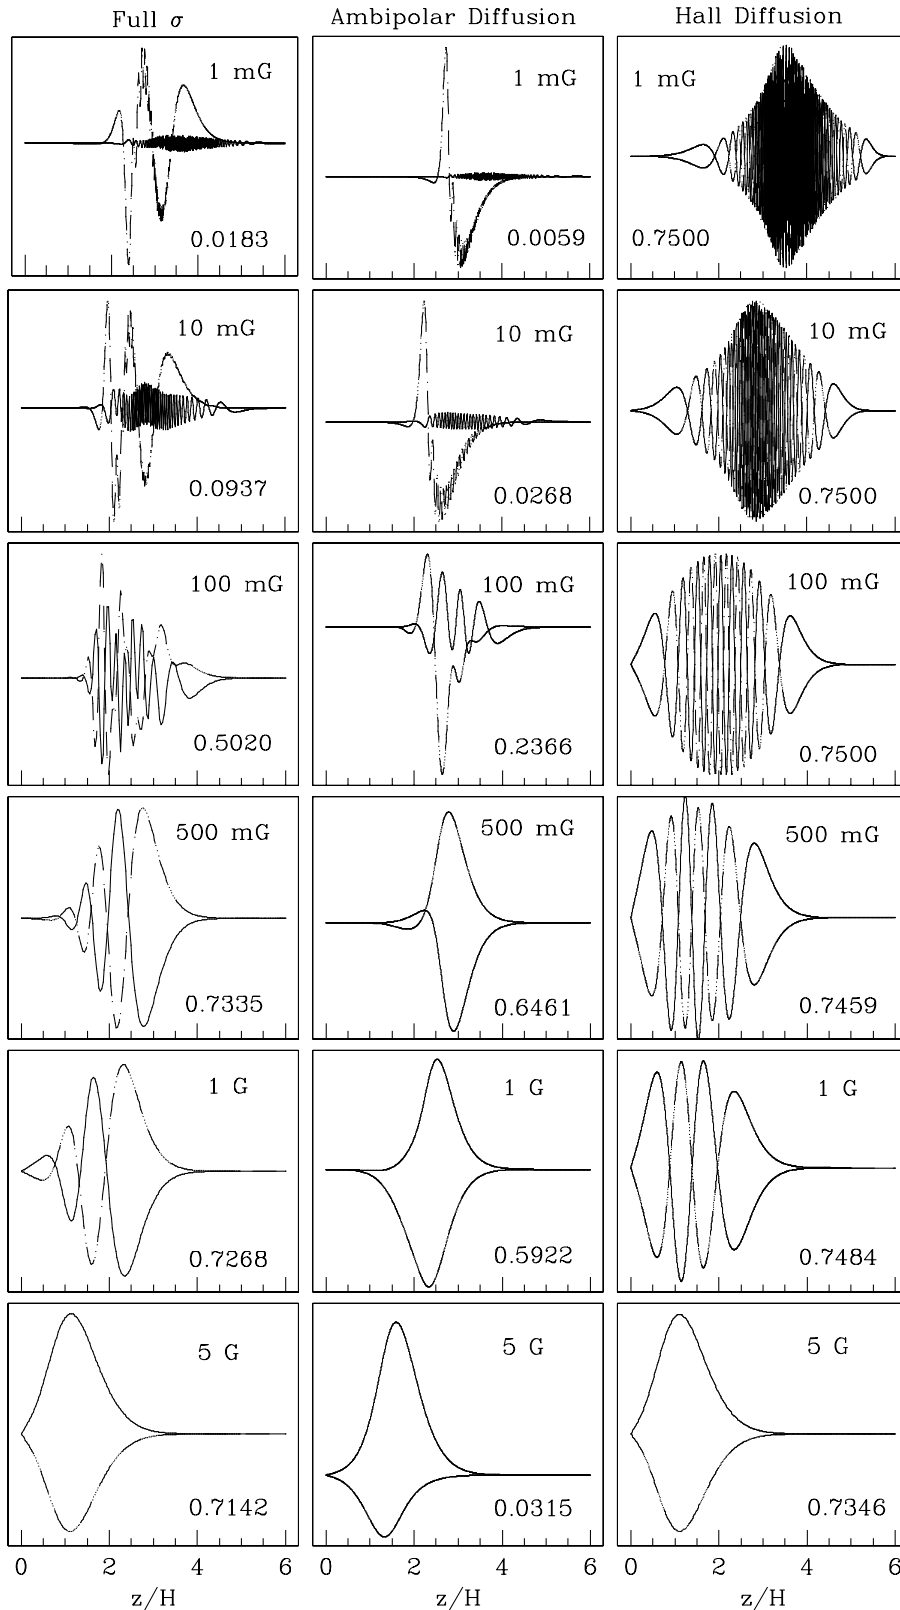 Full σ Ambipolar Diffusion Hall Diffusion
1 mG 1 mG 1 mG
0.0183 0.0059 0.7500
10 mG 10 mG 10 mG
0.0937 0.0268 0.7500
100 mG 100 mG 100 mG
0.5020 0.2366 0.7500
500 mG 500 mG 500 mG
0.7335 0.6461 0.7459
1 G 1 G 1 G
0.7268 0.5922 0.7484
5 G 5 G 5 G
0.7142 0.0315 0.7346
0 2 4 6 0 2 4 6 0 2 4 6
z/H z/H z/H